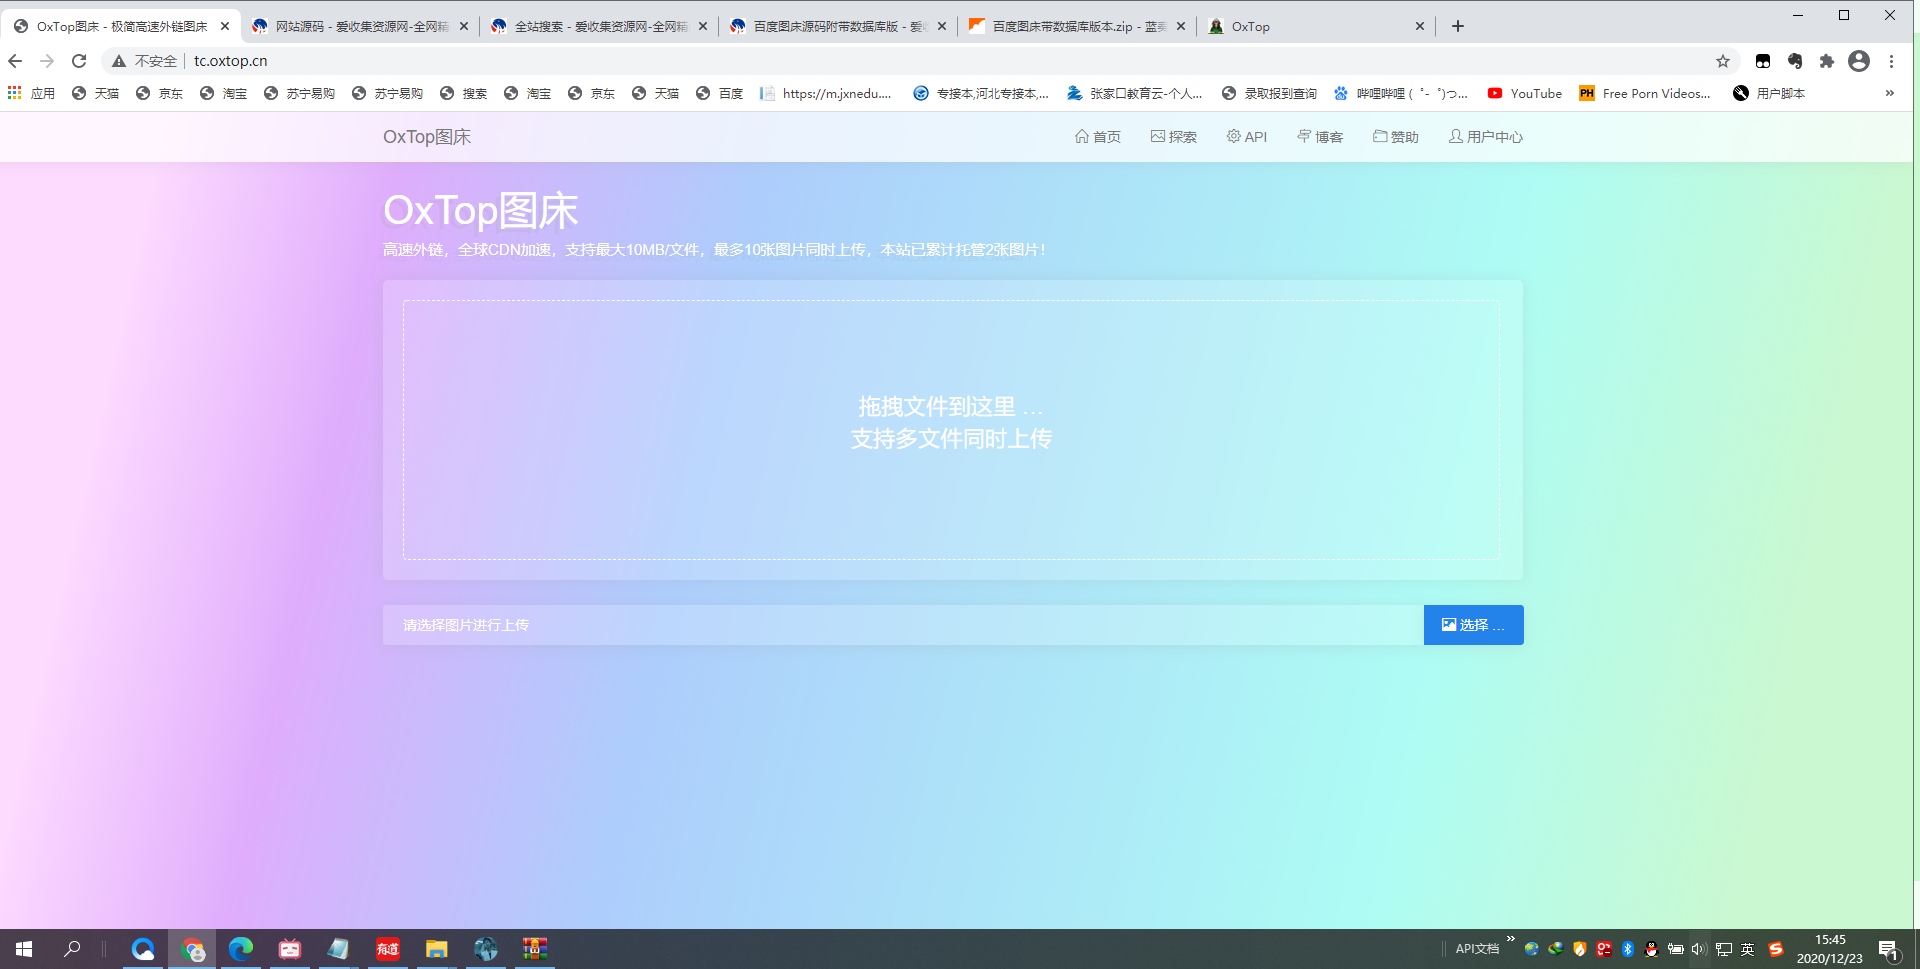 OxTop图床 - 极简高速外链图床
网站源码 - 爱收集资源网-全网精
全站搜索 - 爱收集资源网-全网精
百度图床源码附带数据库版 - 爱
百度图床带数据库版本.zip - 蓝奏
OxTop
不安全 tc.oxtop.cn
应用 天猫 京东 淘宝 苏宁易购 苏宁易购 搜索 淘宝 京东 天猫 百度 https://m.jxnedu.... 专接本,河北专接本,... 张家口教育云-个人... 录取报到查询 哔哩哔哩 ( ゜- ゜)つ... YouTube PH Free Porn Videos... 用户脚本 »
OxTop图床 首页 探索 API 博客 赞助 用户中心
OxTop图床
高速外链，全球CDN加速，支持最大10MB/文件，最多10张图片同时上传，本站已累计托管2张图片！
拖拽文件到这里 …
支持多文件同时上传
请选择图片进行上传 选择 …
有道 API文档 » 英 15:45
2020/12/23 1